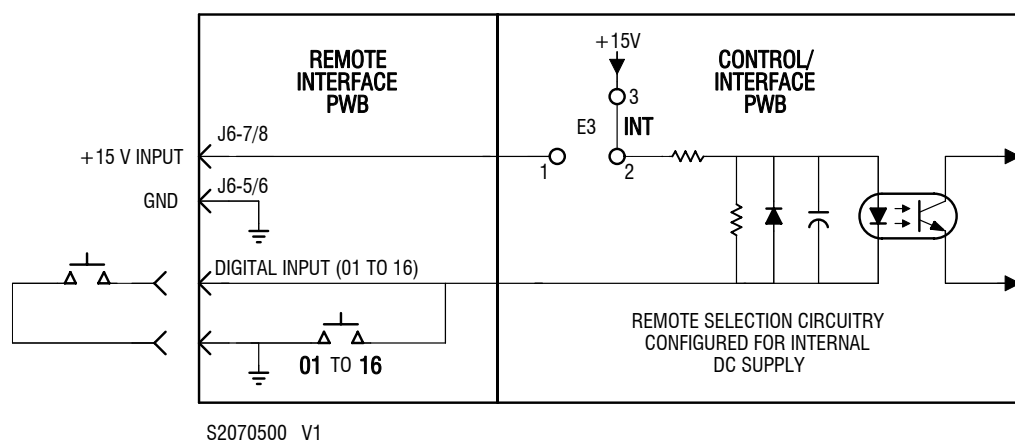 REMOTE
INTERFACE
PWB
+15V
CONTROL/
INTERFACE
PWB
3
E3
INT
J6-7/8
+15 V INPUT
1
2
J6-5/6
GND
DIGITAL INPUT (01 TO 16)
01 TO 16
REMOTE SELECTION CIRCUITRY
CONFIGURED FOR INTERNAL
DC SUPPLY
S2070500 V1